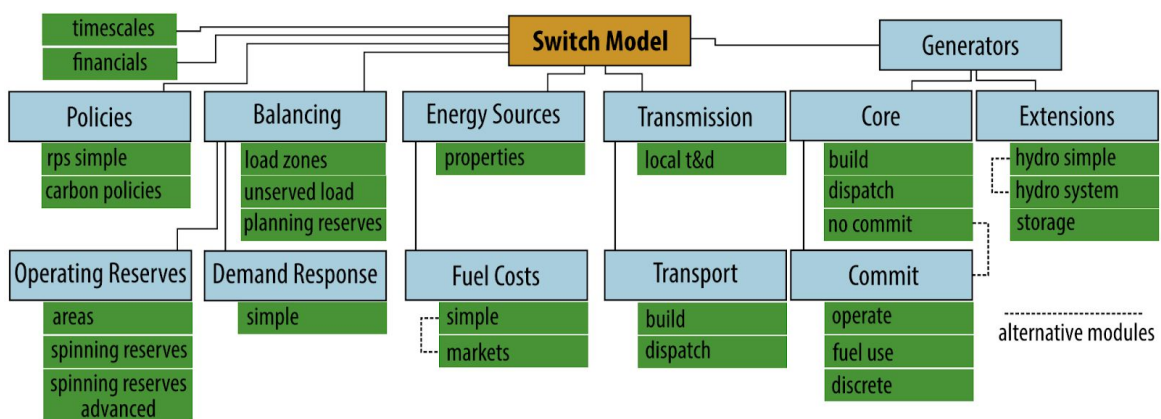 timescales
financials
Switch Model
Generators
Policies
rps simple
carbon policies
Balancing
load zones
unserved load
planning reserves
Energy Sources
properties
Transmission
local t&d
Core
build
dispatch
no commit
Extensions
hydro simple
hydro system
storage
Operating Reserves
areas
spinning reserves
spinning reserves
advanced
Demand Response
simple
Fuel Costs
simple
markets
Transport
build
dispatch
Commit
operate
fuel use
discrete
alternative modules